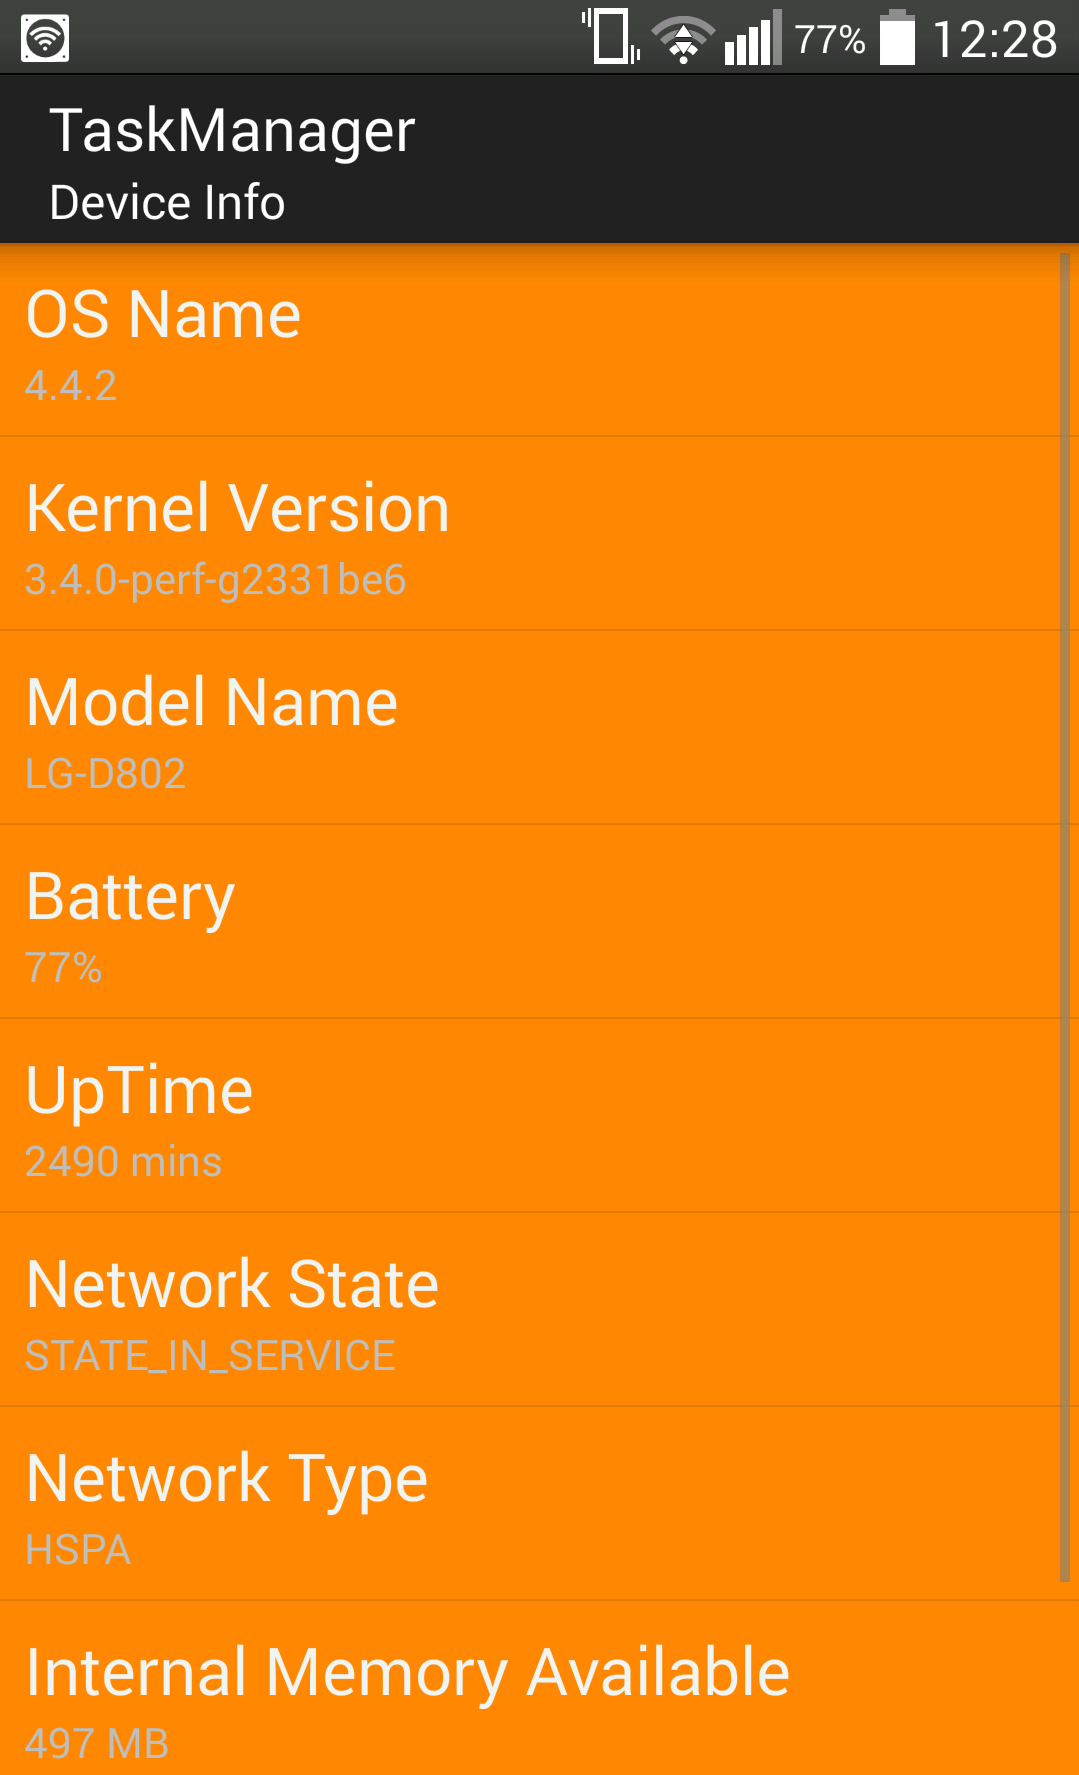 77% 12:28
TaskManager
Device Info
OS Name
4.4.2
Kernel Version
3.4.0-perf-g2331be6
Model Name
LG-D802
Battery
77%
UpTime
2490 mins
Network State
STATE_IN_SERVICE
Network Type
HSPA
Internal Memory Available
497 MB